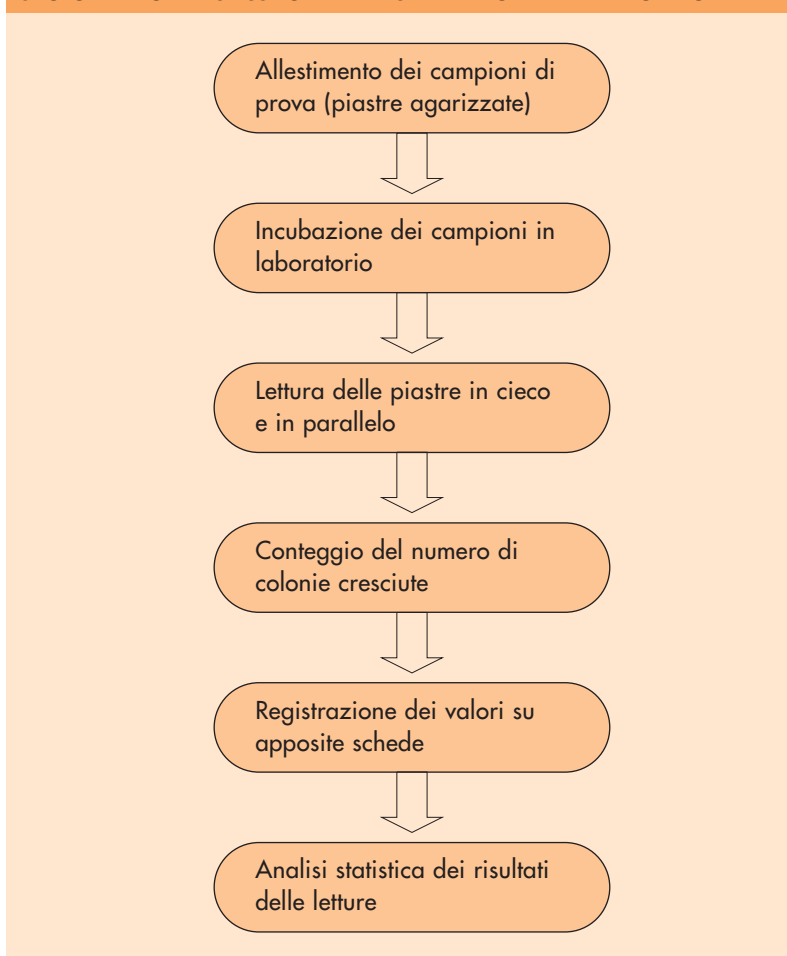 Allestimento dei campioni di
prova (piastre agarizzate)
Incubazione dei campioni in
laboratorio
Lettura delle piastre in cieco
e in parallelo
Conteggio del numero di
colonie cresciute
Registrazione dei valori su
apposite schede
Analisi statistica dei risultati
delle letture